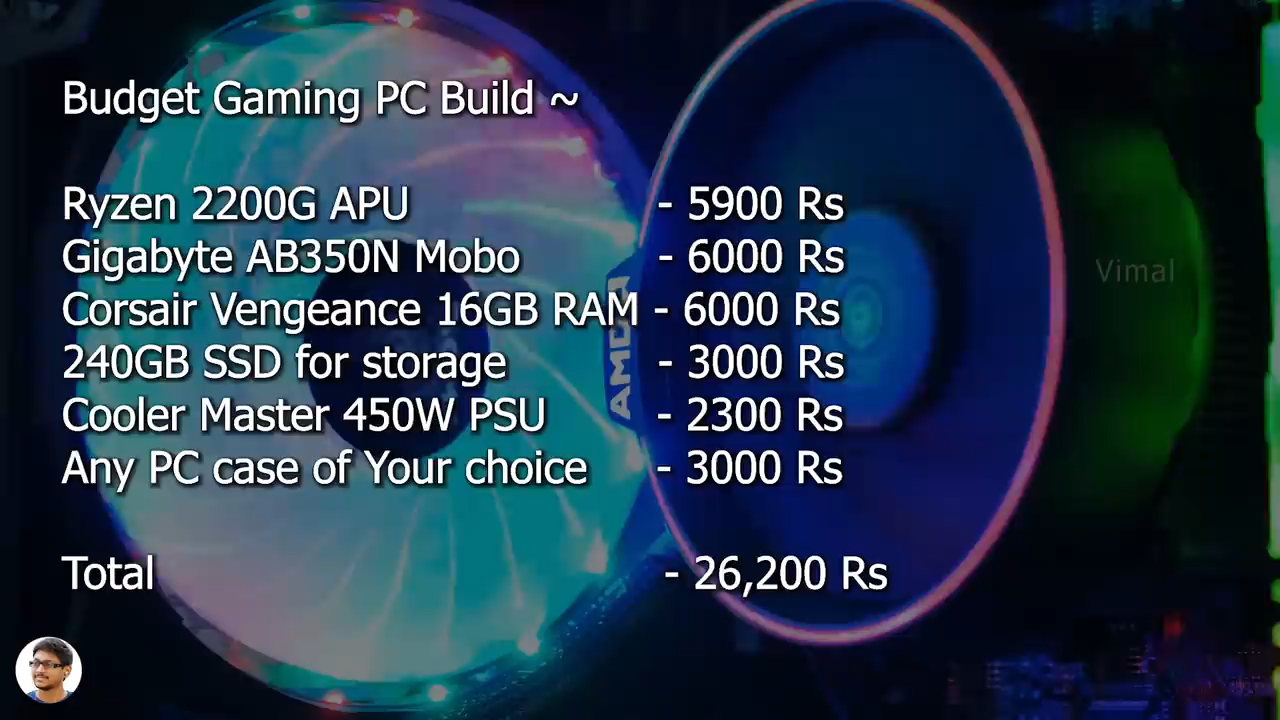 Budget Gaming PC Build ~
Ryzen 2200G APU - 5900 Rs
Gigabyte AB350N Mobo - 6000 Rs
Corsair Vengeance 16GB RAM - 6000 Rs
240GB SSD for storage - 3000 Rs
Cooler Master 450W PSU - 2300 Rs
Any PC case of Your choice - 3000 Rs
Total - 26,200 Rs
Vimal
AMD